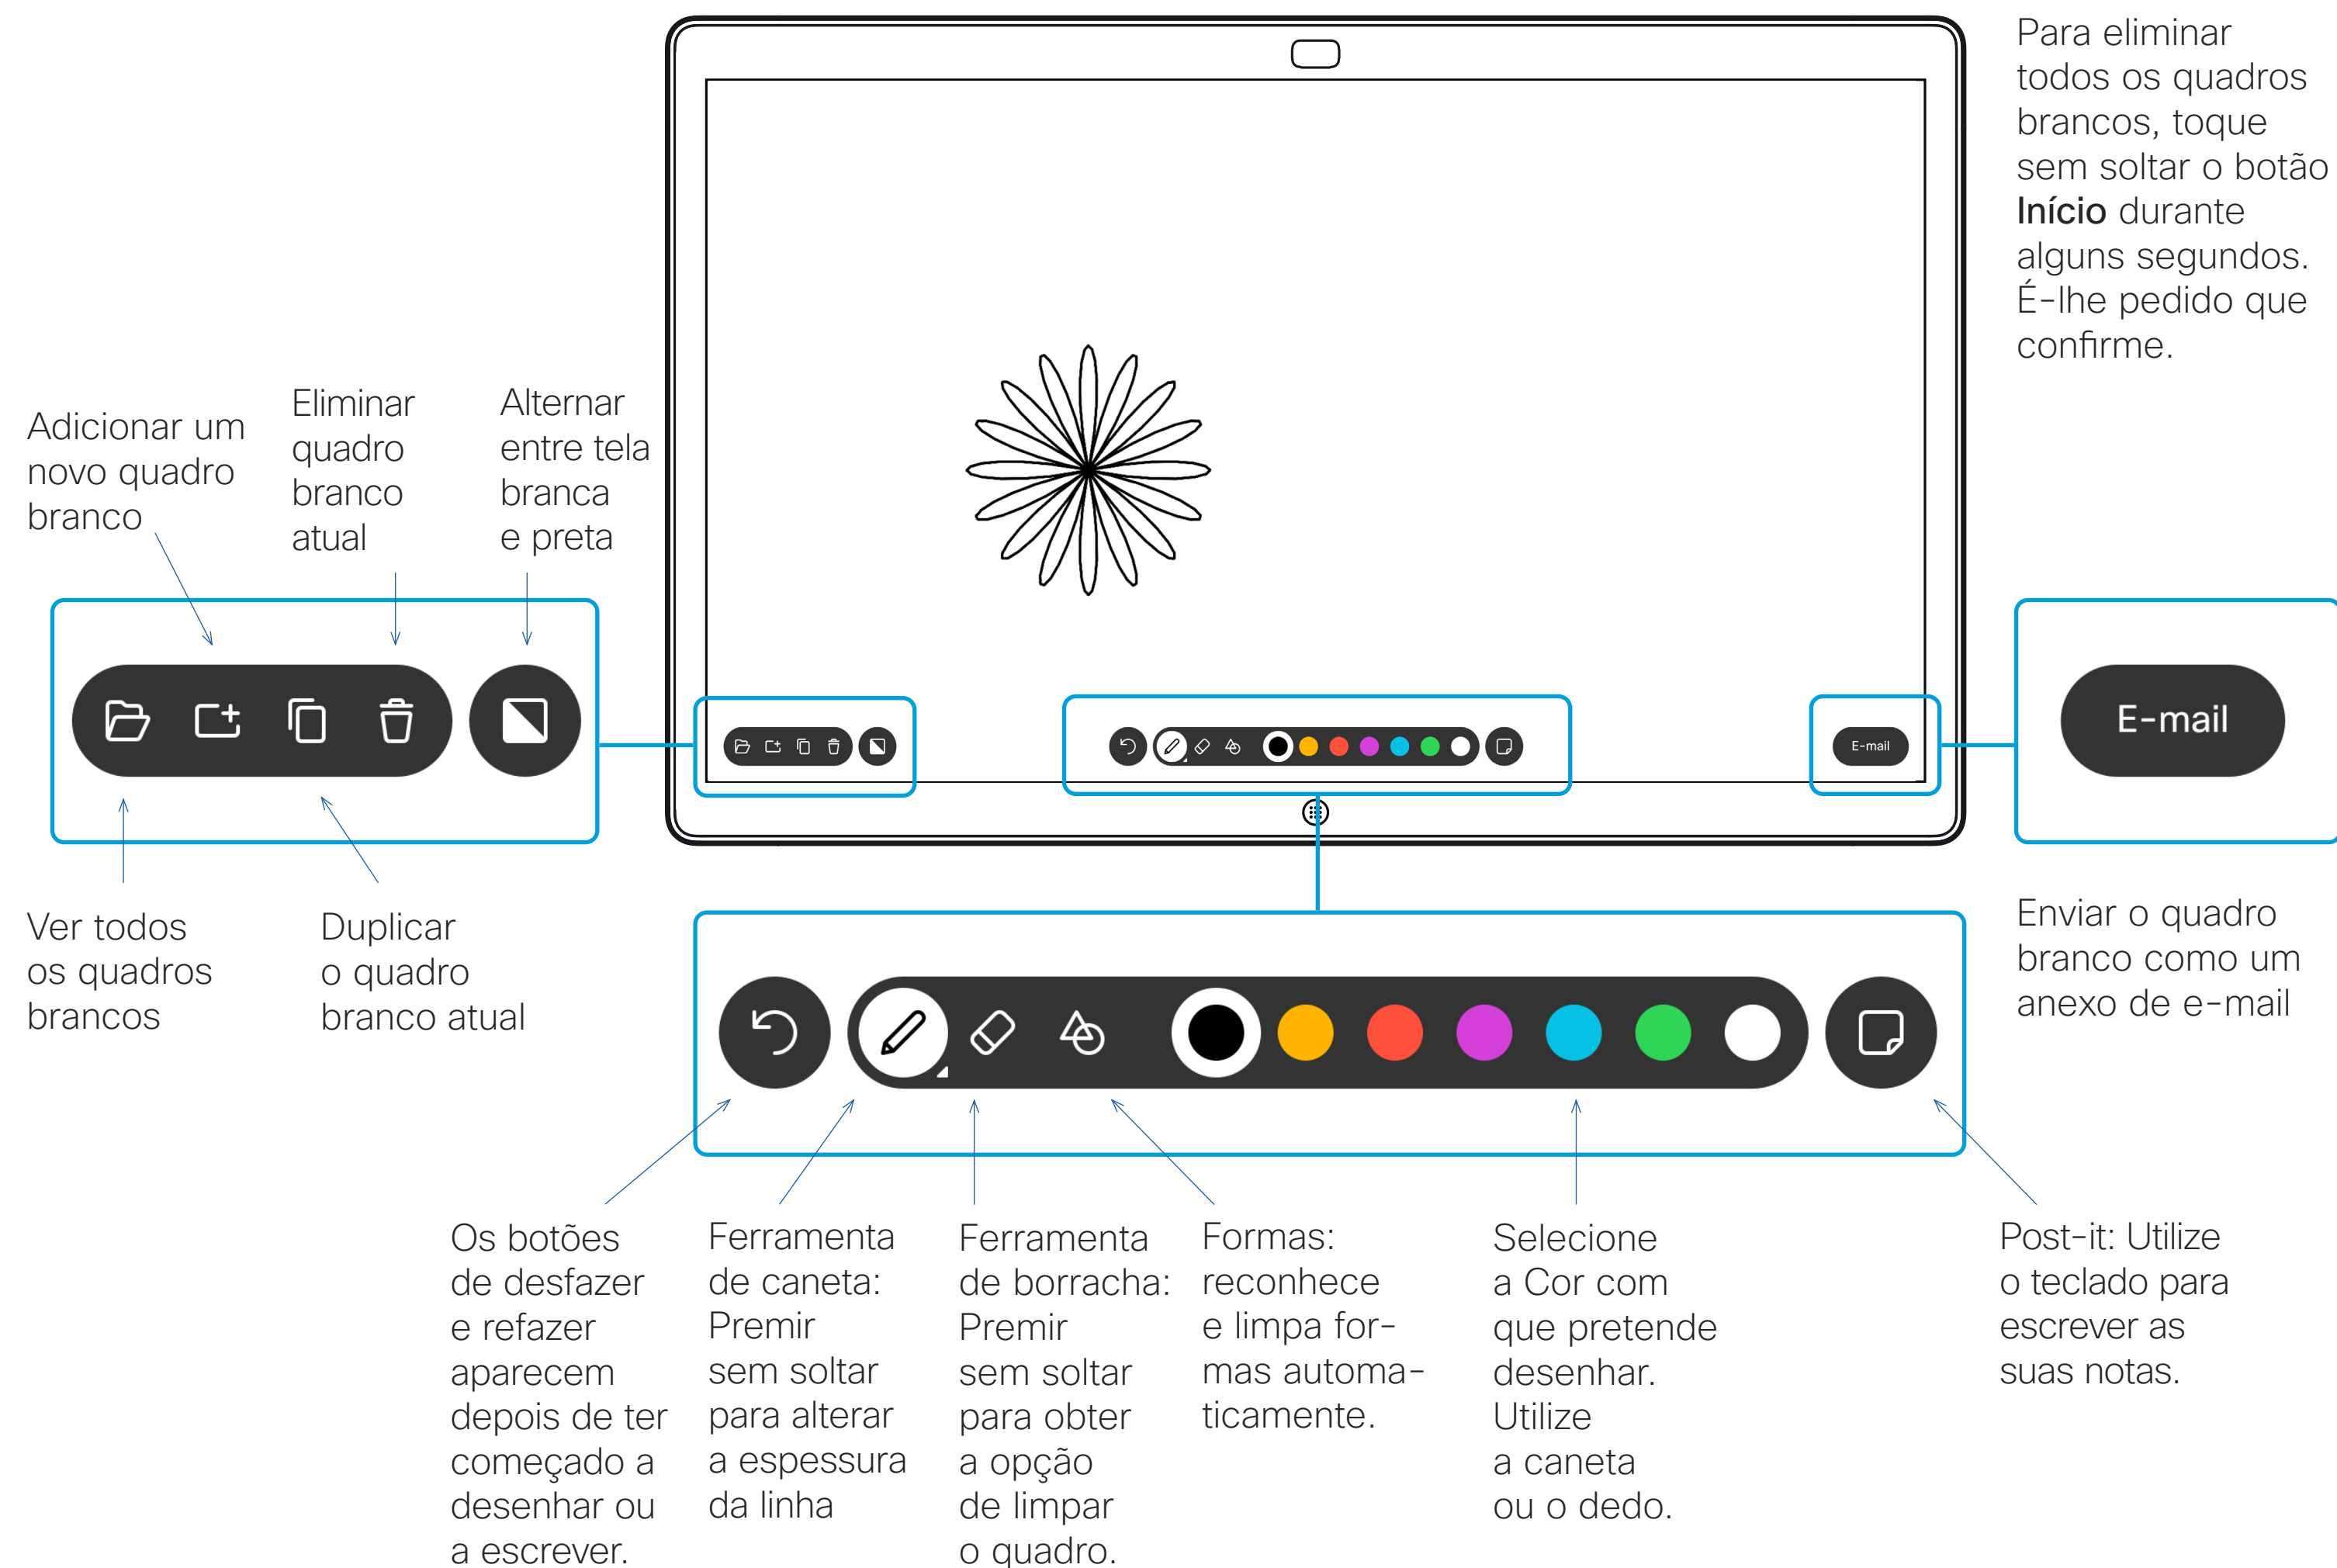 Para eliminar
todos os quadros
brancos, toque
sem soltar o botão
Início durante
alguns segundos.
É-lhe pedido que
confirme.
Adicionar um
novo quadro
branco
Eliminar
quadro
branco
atual
Alternar
entre tela
branca
e preta
E-mail
E-mail
Ver todos
os quadros
brancos
Duplicar
o quadro
branco atual
Enviar o quadro
branco como um
anexo de e-mail
Os botões
de desfazer
e refazer
aparecem
depois de ter
começado a
desenhar ou
a escrever.
Ferramenta
de caneta:
Premir
sem soltar
para alterar
a espessura
da linha
Ferramenta
de borracha:
Premir
sem soltar
para obter
a opção
de limpar
o quadro.
Formas:
reconhece
e limpa for-
mas automa-
ticamente.
Selecione
a Cor com
que pretende
desenhar.
Utilize
a caneta
ou o dedo.
Post-it: Utilize
o teclado para
escrever as
suas notas.